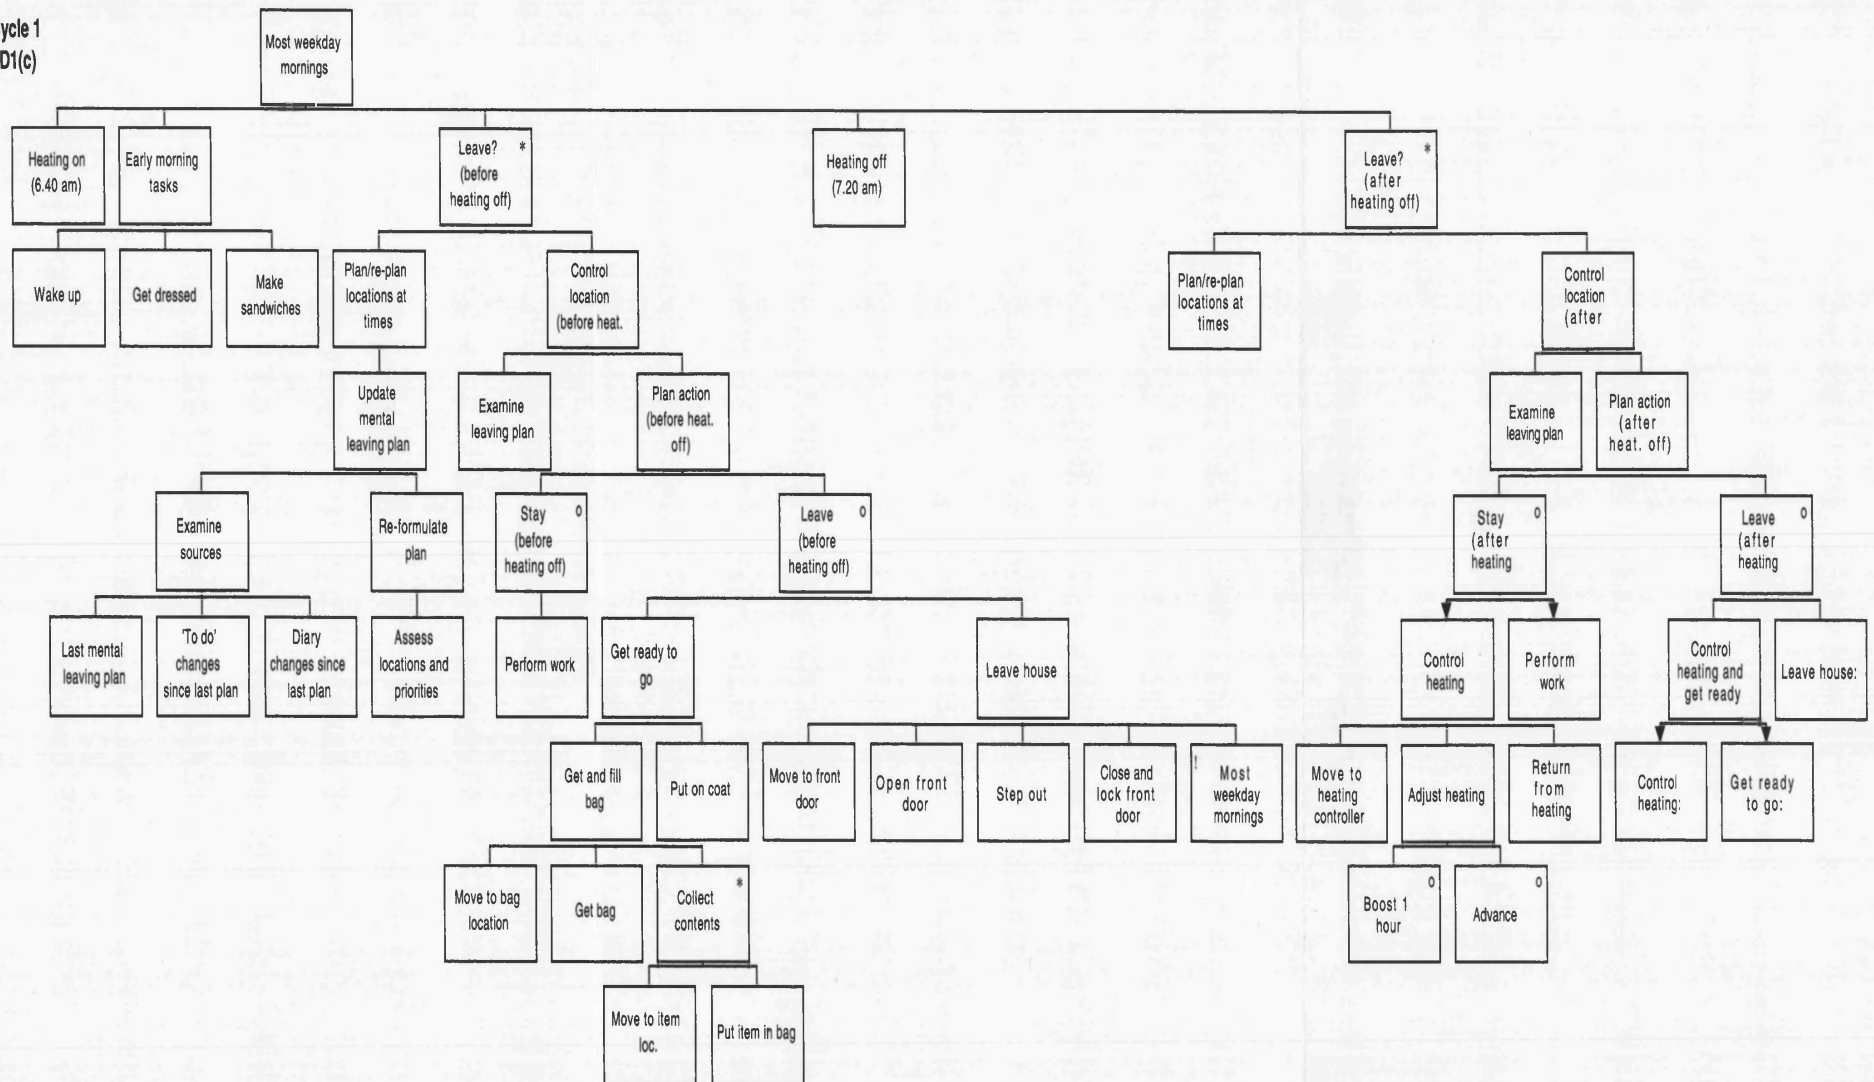 ycle 1
D1(c)
Most weekday
mornings
Heating on
(6.40 am)
Early morning
tasks
Leave? *
(before
heating off)
Heating off
(7.20 am)
Leave? *
(after
heating off)
Wake up
Get dressed
Make
sandwiches
Plan/re-plan
locations at
times
Control
location
(before heat.
Plan/re-plan
locations at
times
Control
location
(after
Update
mental
leaving plan
Examine
leaving plan
Plan action
(before heat.
off)
Examine
leaving plan
Plan action
(after
heat. off)
Examine
sources
Re-formulate
plan
Stay o
(before
heating off)
Leave o
(before
heating off)
Stay o
(after
heating
Leave o
(after
heating
Last mental
leaving plan
'To do'
changes
since last plan
Diary
changes since
last plan
Assess
locations and
priorities
Perform work
Get ready to
go
Leave house
Control
heating
Perform
work
Control
heating and
get ready
Leave house:
Get and fill
bag
Put on coat
Move to front
door
Open front
door
Step out
Close and
lock front
door
! Most
weekday
mornings
Move to
heating
controller
Adjust heating
Return
from
heating
Control
heating:
Get ready
to go:
Move to bag
location
Get bag
Collect *
contents
Boost 1 o
hour
Advance o
Move to item
loc.
Put item in bag